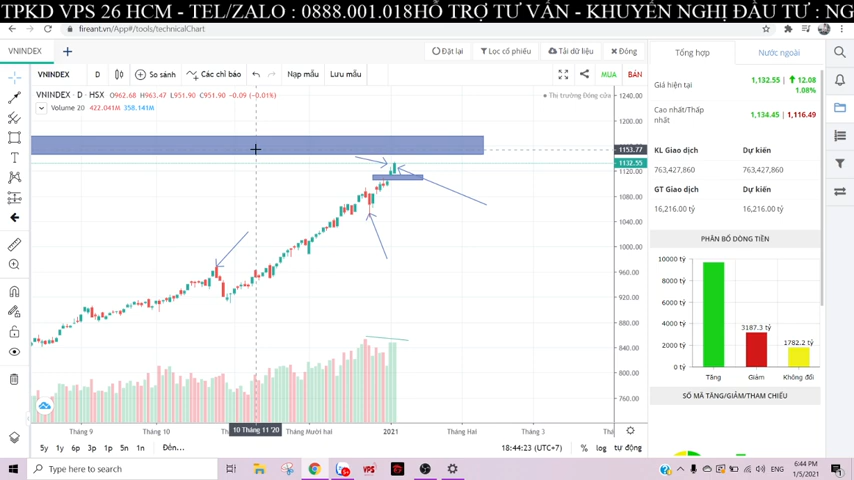 TPKD VPS 26 HCM - TEL/ZALO : 0888.001.018HỖ TRỢ TƯ VẤN - KHUYẾN NGHỊ ĐẦU TƯ : NG
fireant.vn/App#/tools/technicalChart
VNINDEX
Đặt lại
Lọc cổ phiếu
Tải dữ liệu
Đóng
VNINDEX
D
So sánh
Các chỉ báo
Nạp mẫu
Lưu mẫu
MUA
BÁN
VNINDEX · D · HSX
O962.68 H963.47 L951.90 C951.90 -0.09 (-0.01%)
Thị trường Đóng cửa
Volume 20 422.041M 358.141M
1240.00
1200.00
1153.77
1132.55
1120.00
1080.00
1040.00
1000.00
960.00
920.00
880.00
840.00
800.00
760.00
Tháng 9
Tháng 10
10 Tháng 11 '20
Tháng Mười hai
2021
Tháng Hai
Tháng 3
Thá
5y 1y 6p 3p 1p 5n 1n
Đến...
18:44:23 (UTC+7)
%
log
tự động
Tổng hợp
Nước ngoài
Giá hiện tại
1,132.55
12.08
1.08%
Cao nhất/Thấp nhất
1,134.45 | 1,116.49
KL Giao dịch
Dự kiến
763,427,860
763,427,860
GT Giao dịch
Dự kiến
16,216.00 tỷ
16,216.00 tỷ
PHÂN BỔ DÒNG TIỀN
10000 tỷ
8000 tỷ
6000 tỷ
4000 tỷ
2000 tỷ
0 tỷ
3187.3 tỷ
1782.2 tỷ
Tăng
Giảm
Không đổi
SỐ MÃ TĂNG/GIẢM/THAM CHIẾU
Type here to search
VPS
ENG
6:44 PM
1/5/2021